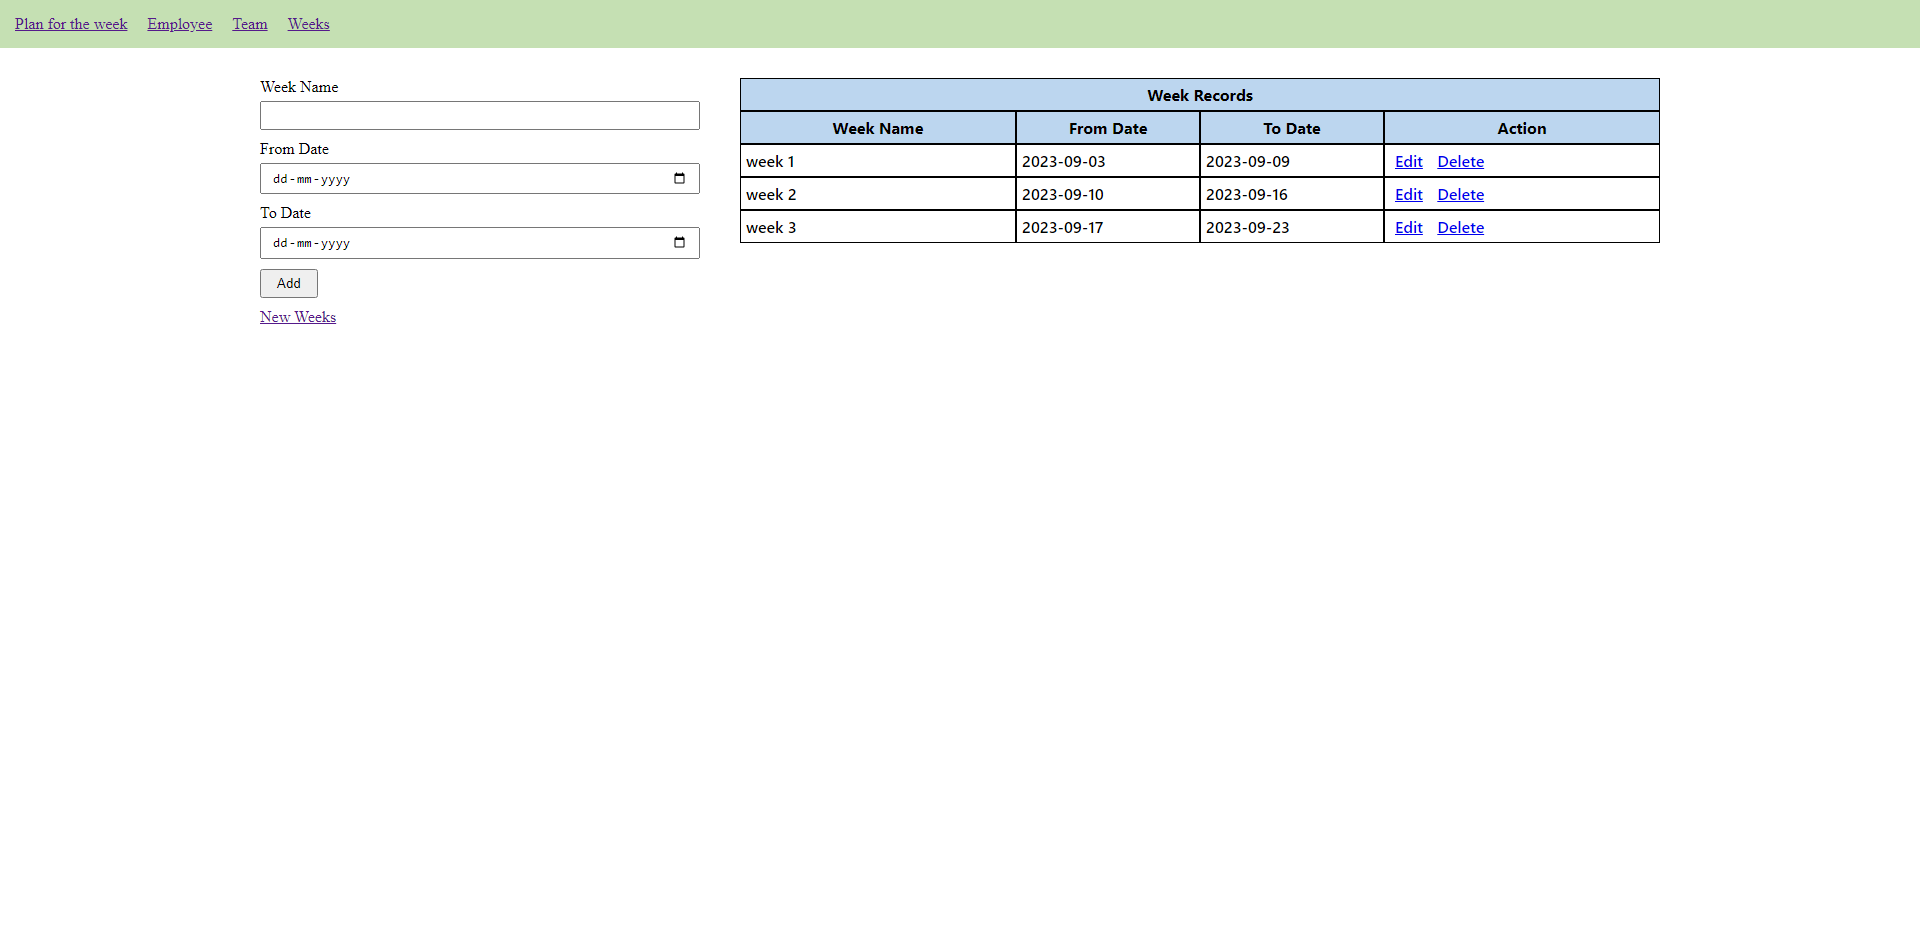 Plan for the week Employee Team Weeks
Week Name
From Date
dd-mm-yyyy
To Date
dd-mm-yyyy
Add
New Weeks
Week Records
Week Name From Date To Date Action
week 1 2023-09-03 2023-09-09 Edit Delete
week 2 2023-09-10 2023-09-16 Edit Delete
week 3 2023-09-17 2023-09-23 Edit Delete